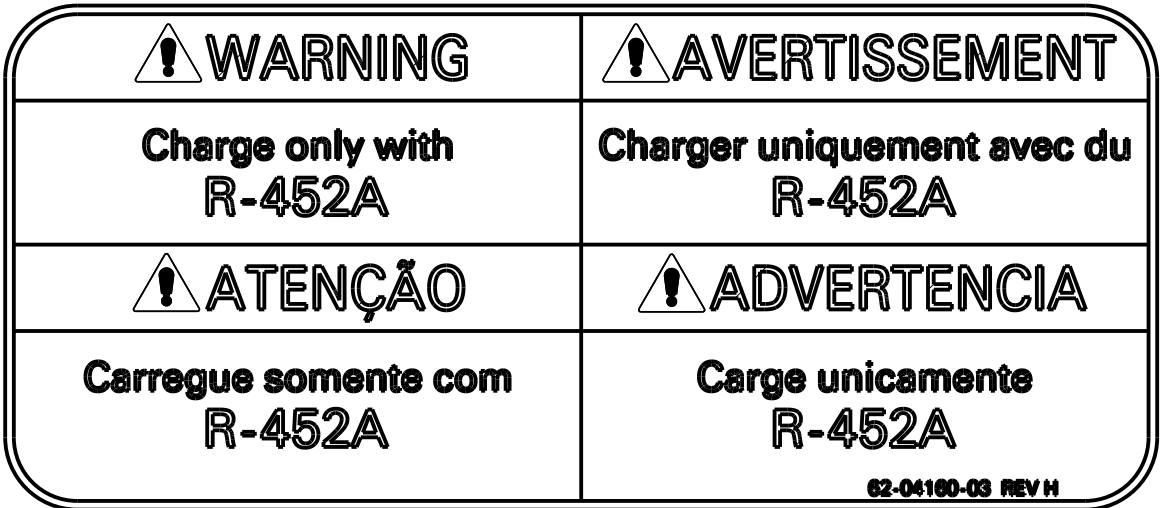 WARNING
Charge only with
R-452A
AVERTISSEMENT
Charger uniquement avec du
R-452A
ATENÇÃO
Carregue somente com
R-452A
ADVERTENCIA
Carge unicamente
R-452A
62-04160-03 REV H